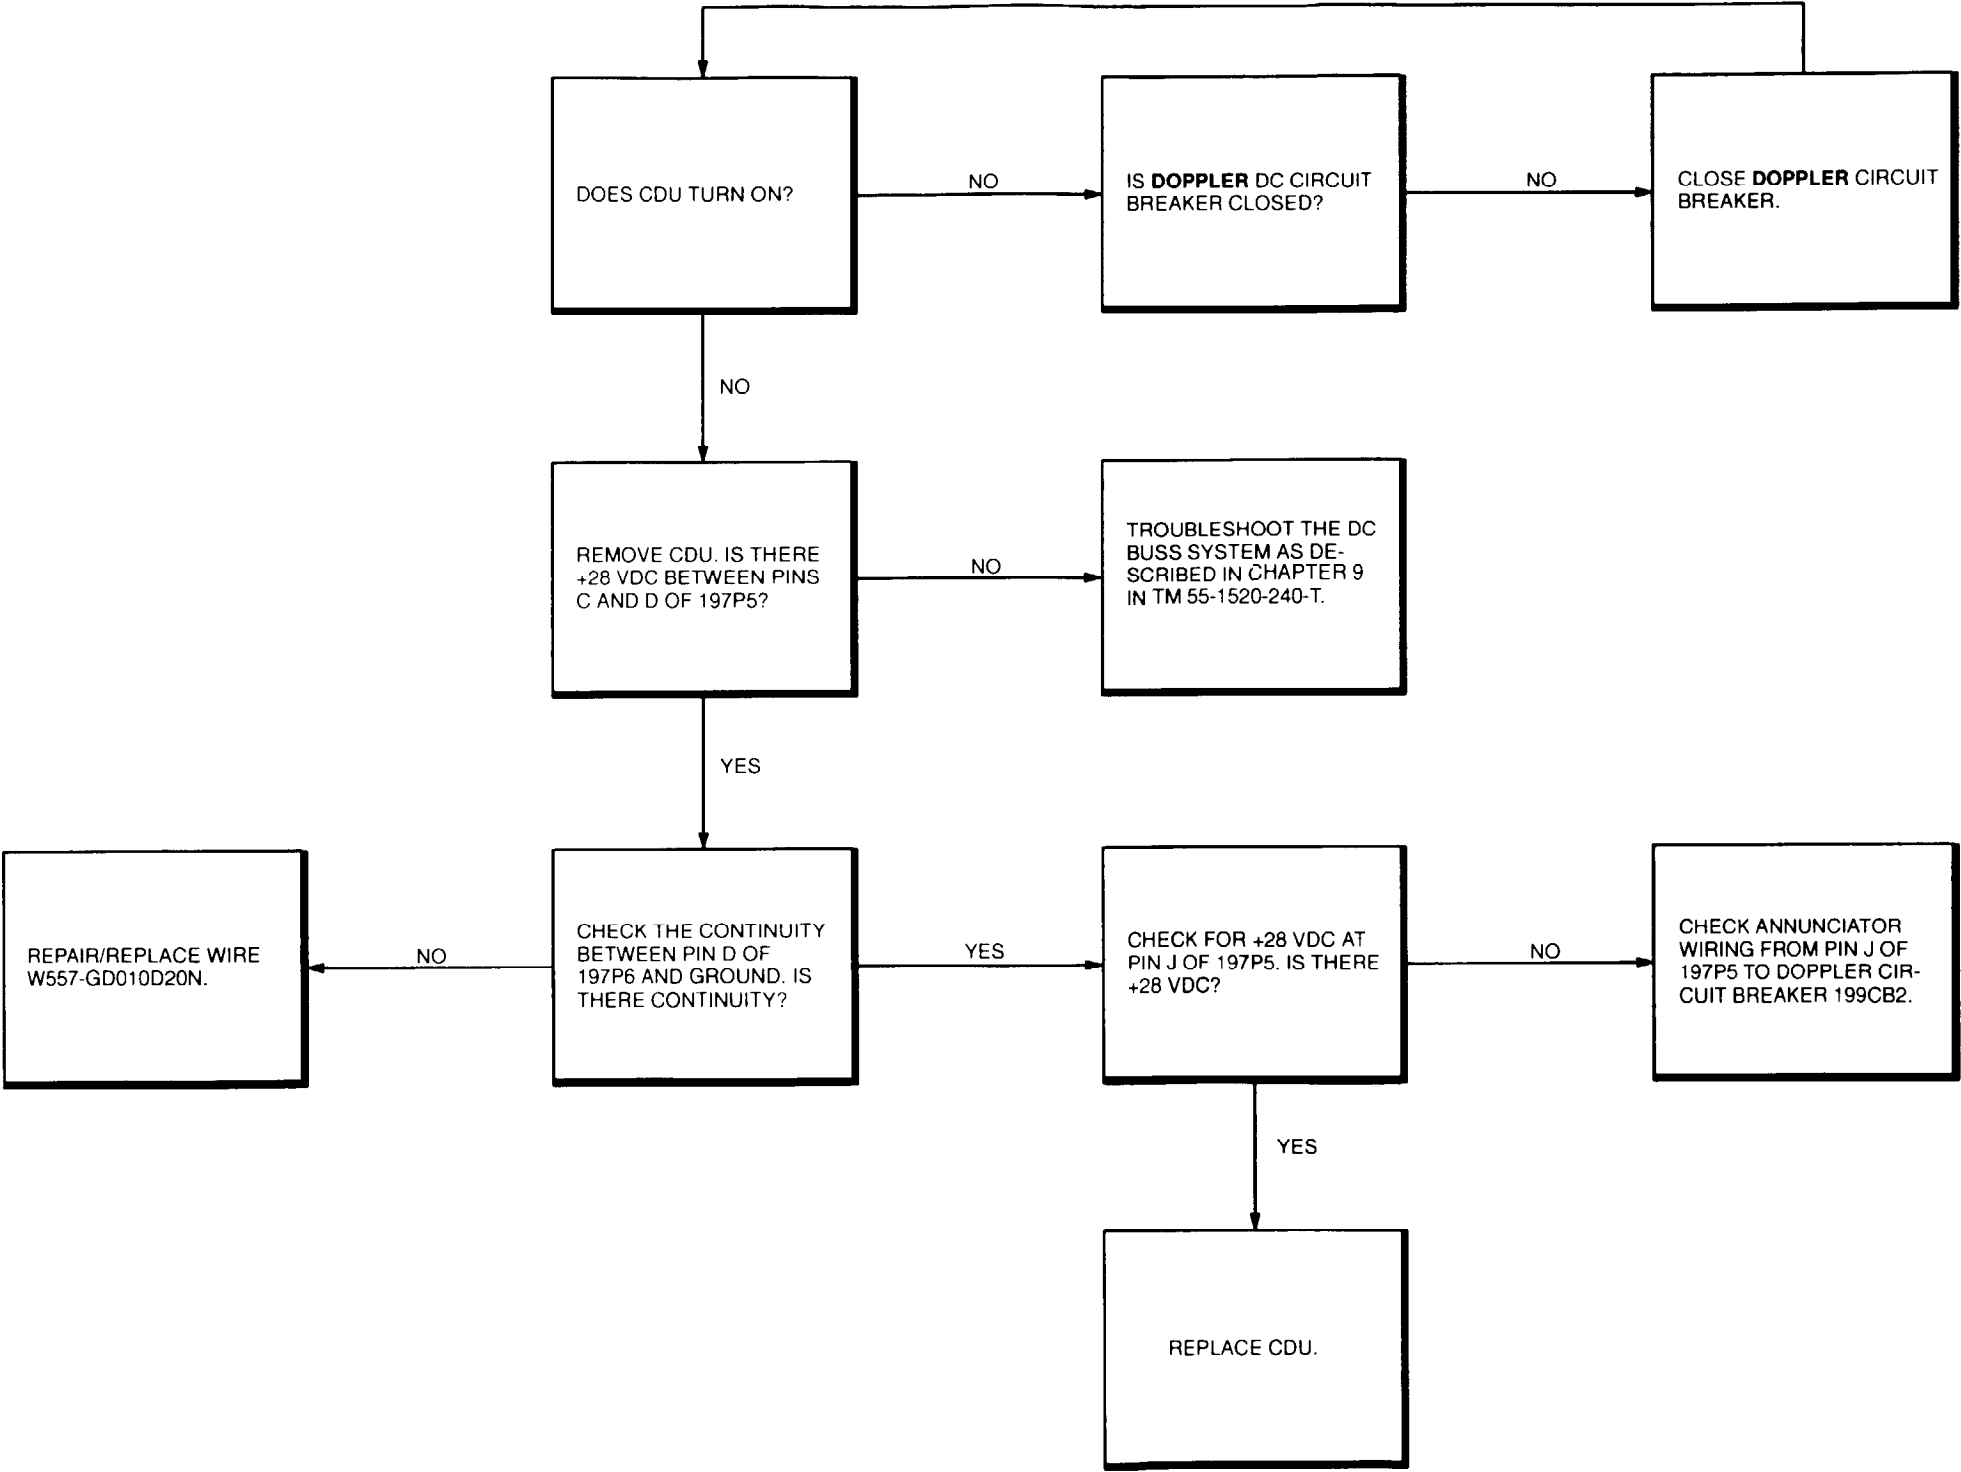 DOES CDU TURN ON?
NO
IS DOPPLER DC CIRCUIT
BREAKER CLOSED?
NO
CLOSE DOPPLER CIRCUIT
BREAKER.
NO
REMOVE CDU. IS THERE
+28 VDC BETWEEN PINS
C AND D OF 197P5?
NO
TROUBLESHOOT THE DC
BUSS SYSTEM AS DE-
SCRIBED IN CHAPTER 9
IN TM 55-1520-240-T.
YES
REPAIR/REPLACE WIRE
W557-GD010D20N.
NO
CHECK THE CONTINUITY
BETWEEN PIN D OF
197P6 AND GROUND. IS
THERE CONTINUITY?
YES
CHECK FOR +28 VDC AT
PIN J OF 197P5. IS THERE
+28 VDC?
NO
CHECK ANNUNCIATOR
WIRING FROM PIN J OF
197P5 TO DOPPLER CIR-
CUIT BREAKER 199CB2.
YES
REPLACE CDU.